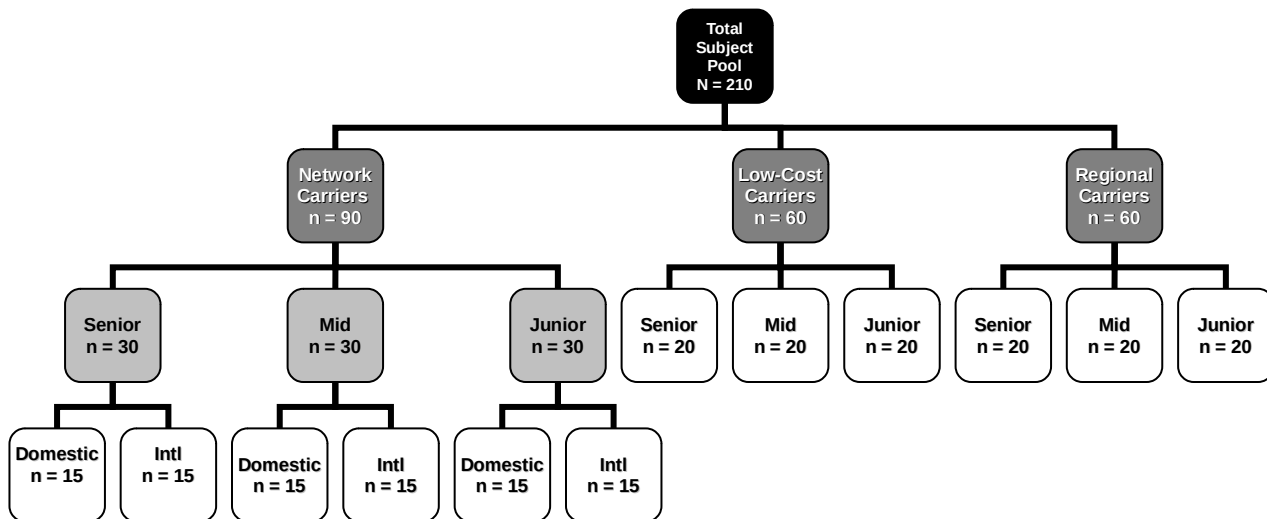 Total
Subject
Pool
N = 210
Network
Carriers
n = 90
Low-Cost
Carriers
n = 60
Regional
Carriers
n = 60
Senior
n = 30
Mid
n = 30
Junior
n = 30
Senior
n = 20
Mid
n = 20
Junior
n = 20
Senior
n = 20
Mid
n = 20
Junior
n = 20
Domestic
n = 15
Intl
n = 15
Domestic
n = 15
Intl
n = 15
Domestic
n = 15
Intl
n = 15